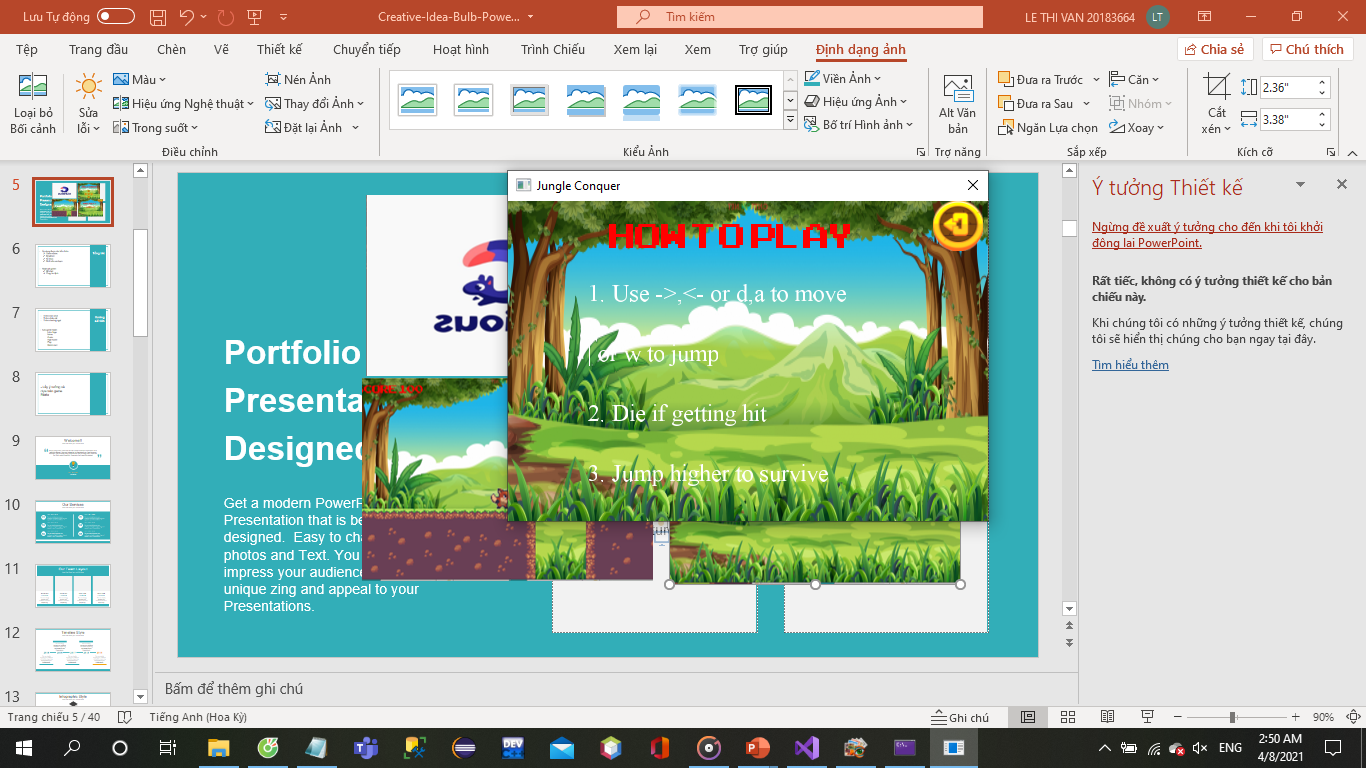 Lưu Tự động
Creative-Idea-Bulb-Powe...
Tìm kiếm
LE THI VAN 20183664
LT
Tệp
Trang đầu
Chèn
Vẽ
Thiết kế
Chuyển tiếp
Hoạt hình
Trình Chiếu
Xem lại
Xem
Trợ giúp
Định dạng ảnh
Chia sẻ
Chú thích
Loại bỏ
Bối cảnh
Sửa
lỗi
Màu
Hiệu ứng Nghệ thuật
Trong suốt
Nén Ảnh
Thay đổi Ảnh
Đặt lại Ảnh
Điều chỉnh
Kiểu Ảnh
Viền Ảnh
Hiệu ứng Ảnh
Bố trí Hình ảnh
Alt Văn
bản
Trợ năng
Đưa ra Trước
Đưa ra Sau
Ngăn Lựa chọn
Căn
Nhóm
Xoay
Sắp xếp
Cắt
xén
2.36"
3.38"
Kích cỡ
5
6
7
8
9
10
11
12
13
Portfolio
Presenta
Designed
Get a modern PowerP
Presentation that is be
designed. Easy to cha
photos and Text. You
impress your audience
unique zing and appeal to your
Presentations.
Jungle Conquer
HOW TO PLAY
1. Use ->,<- or d,a to move
| or w to jump
2. Die if getting hit
3. Jump higher to survive
Ý tưởng Thiết kế
Ngừng đề xuất ý tưởng cho đến khi tôi khởi
động lại PowerPoint.
Rất tiếc, không có ý tưởng thiết kế cho bản
chiếu này.
Khi chúng tôi có những ý tưởng thiết kế, chúng
tôi sẽ hiển thị chúng cho bạn ngay tại đây.
Tìm hiểu thêm
Bấm để thêm ghi chú
Trang chiếu 5 / 40
Tiếng Anh (Hoa Kỳ)
Ghi chú
90%
DEV
ENG
2:50 AM
4/8/2021